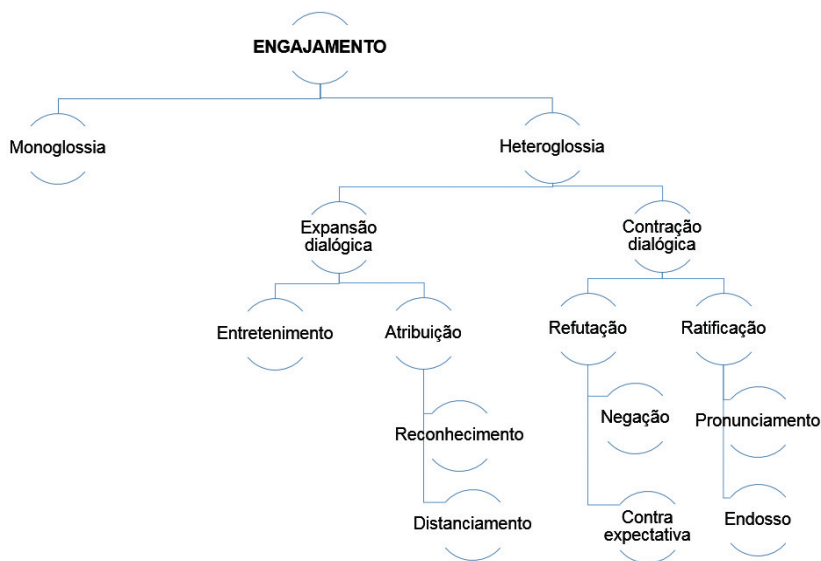 ENGAJAMENTO
Monoglossia
Heteroglossia
Expansão
dialógica
Contração
dialógica
Entretenimento
Atribuição
Refutação
Ratificação
Reconhecimento
Negação
Pronunciamento
Distanciamento
Contra
expectativa
Endosso